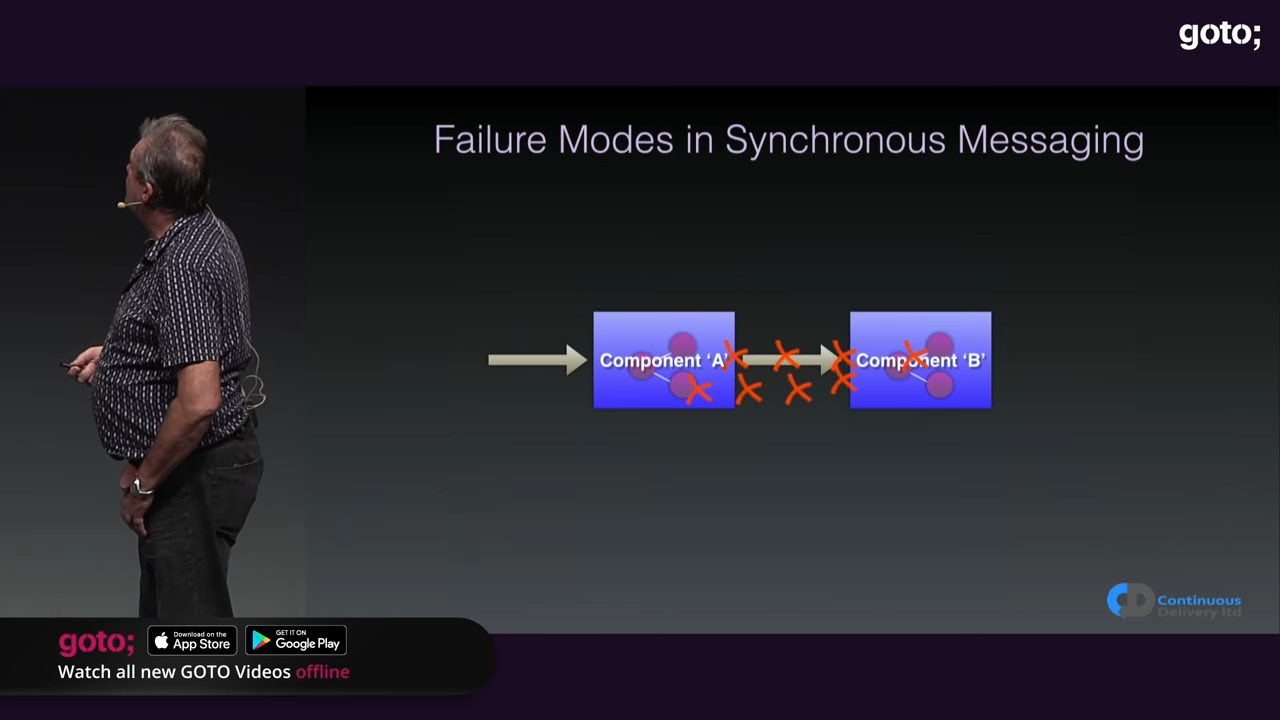 goto;
Failure Modes in Synchronous Messaging
Component ‘A’
Component ‘B’
Continuous
Delivery ltd
goto;
Download on the
App Store
GET IT ON
Google Play
Watch all new GOTO Videos offline